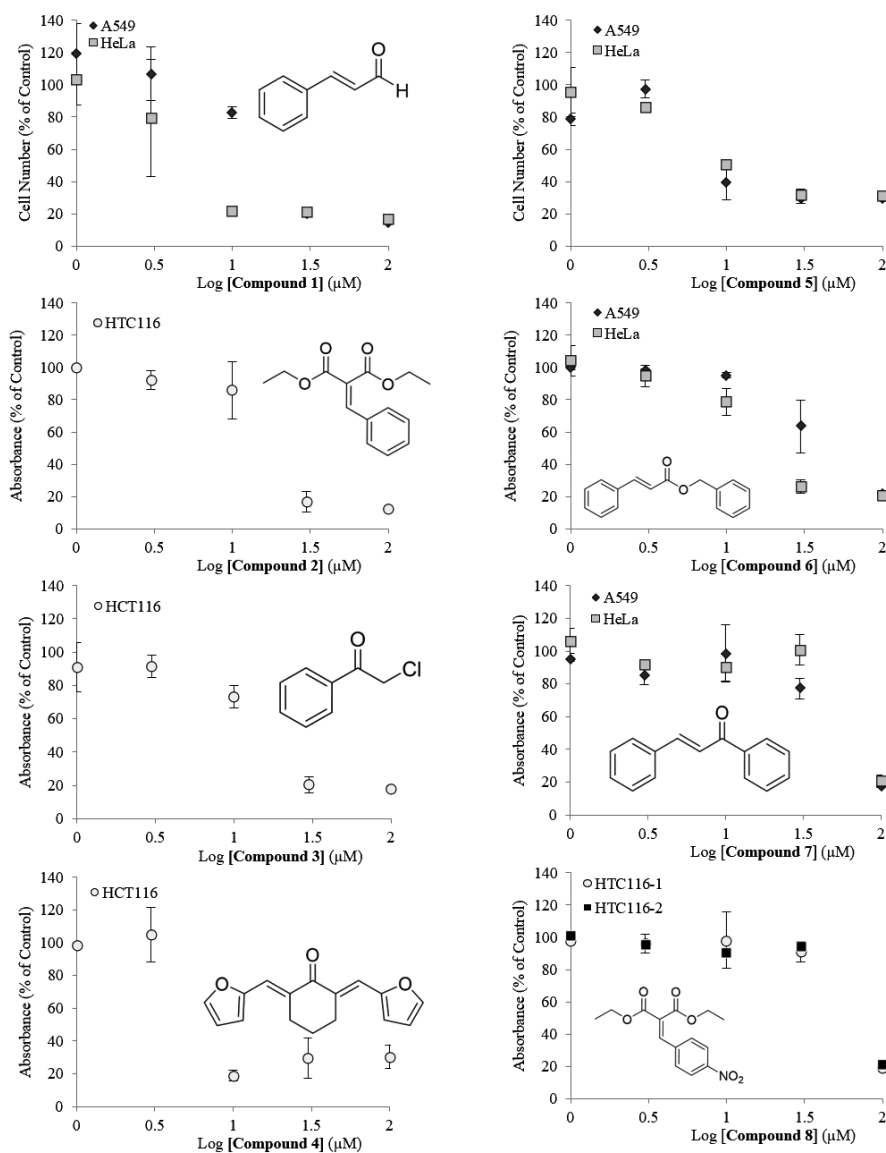 140
120
100
80
60
40
20
0
Cell Number (% of Control)
A549
HeLa
O
H
0 0.5 1 1.5 2
Log [Compound 1] (µM)
140
120
100
80
60
40
20
0
Cell Number (% of Control)
A549
HeLa
0 0.5 1 1.5 2
Log [Compound 5] (µM)
140
120
100
80
60
40
20
0
Absorbance (% of Control)
HTC116
O O
O O
0 0.5 1 1.5 2
Log [Compound 2] (µM)
140
120
100
80
60
40
20
0
Absorbance (% of Control)
A549
HeLa
O
O
0 0.5 1 1.5 2
Log [Compound 6] (µM)
140
120
100
80
60
40
20
0
Absorbance (% of Control)
HCT116
O
Cl
0 0.5 1 1.5 2
Log [Compound 3] (µM)
140
120
100
80
60
40
20
0
Absorbance (% of Control)
A549
HeLa
O
0 0.5 1 1.5 2
Log [Compound 7] (µM)
140
120
100
80
60
40
20
0
Absorbance (% of Control)
HCT116
O
O O
0 0.5 1 1.5 2
Log [Compound 4] (µM)
140
120
100
80
60
40
20
0
Absorbance (% of Control)
HTC116-1
HTC116-2
O O
O O
NO2
0 0.5 1 1.5 2
Log [Compound 8] (µM)